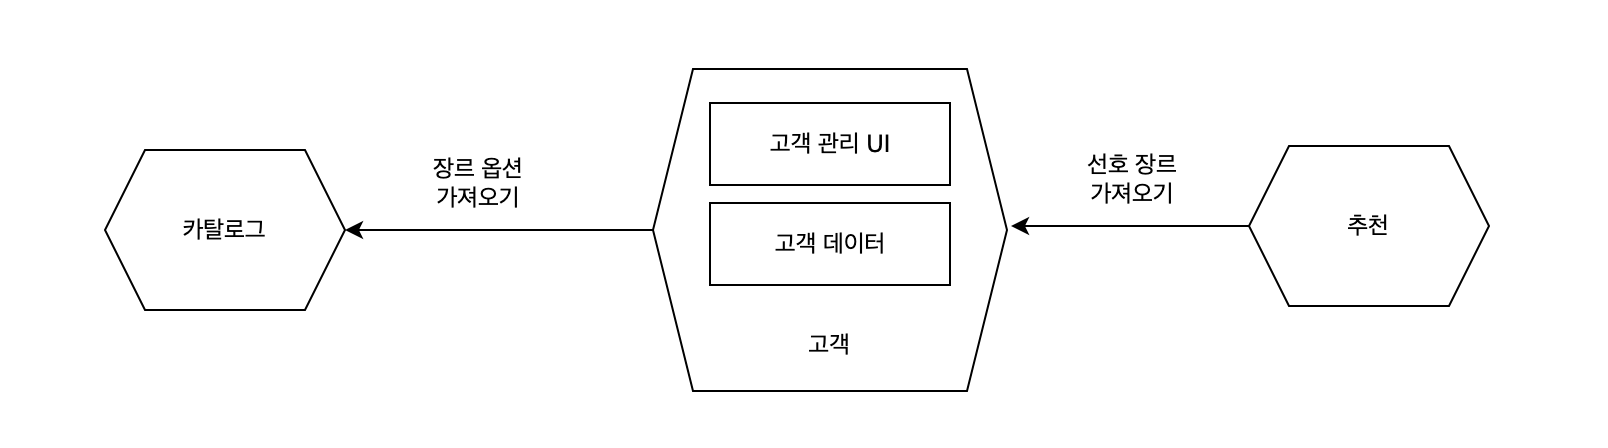 카탈로그
장르 옵션
가져오기
고객 관리 UI
고객 데이터
고객
선호 장르
가져오기
추천